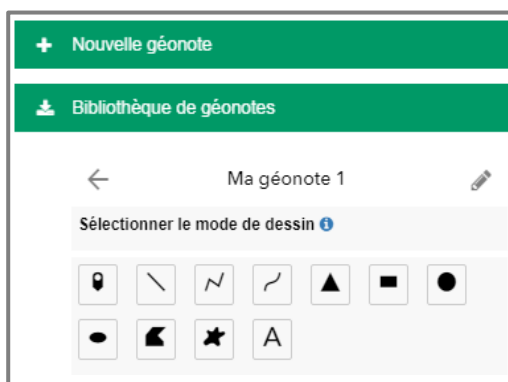 Nouvelle géonote
Bibliothèque de géonotes
Ma géonote 1
Sélectionner le mode de dessin
A